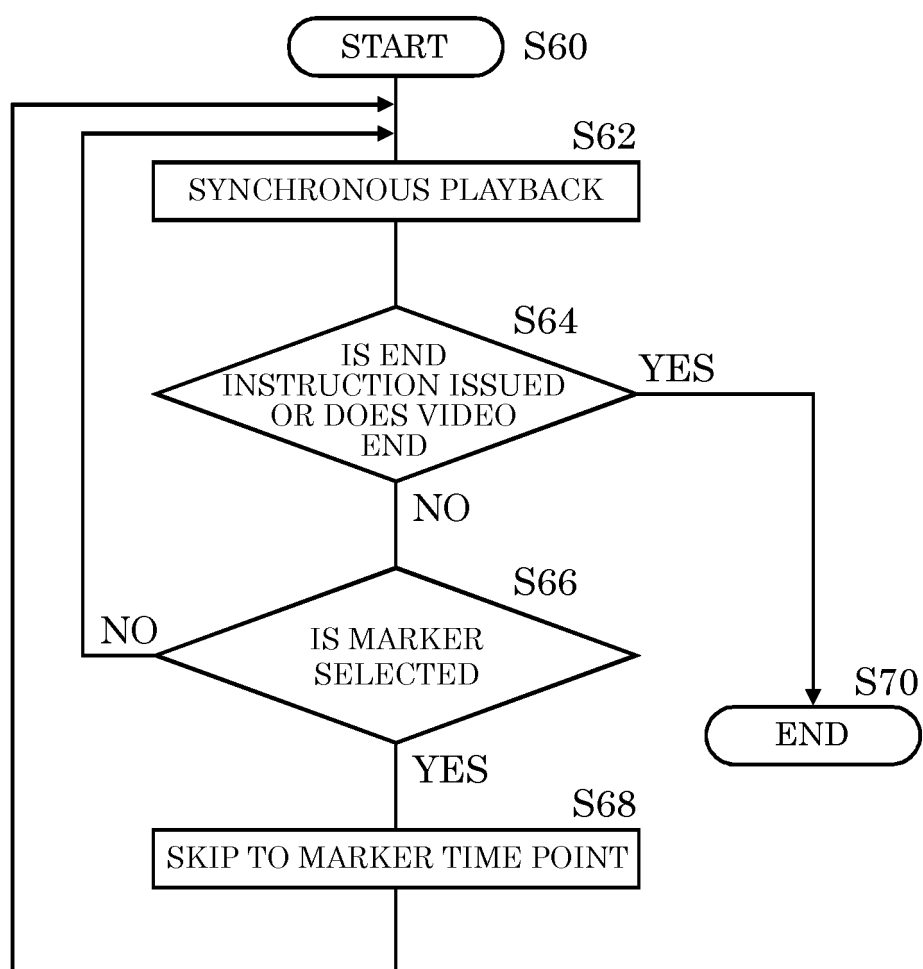 START
S60
S62
SYNCHRONOUS PLAYBACK
S64
IS END
INSTRUCTION ISSUED
OR DOES VIDEO
END
YES
NO
S66
NO
IS MARKER
SELECTED
S70
END
YES
S68
SKIP TO MARKER TIME POINT